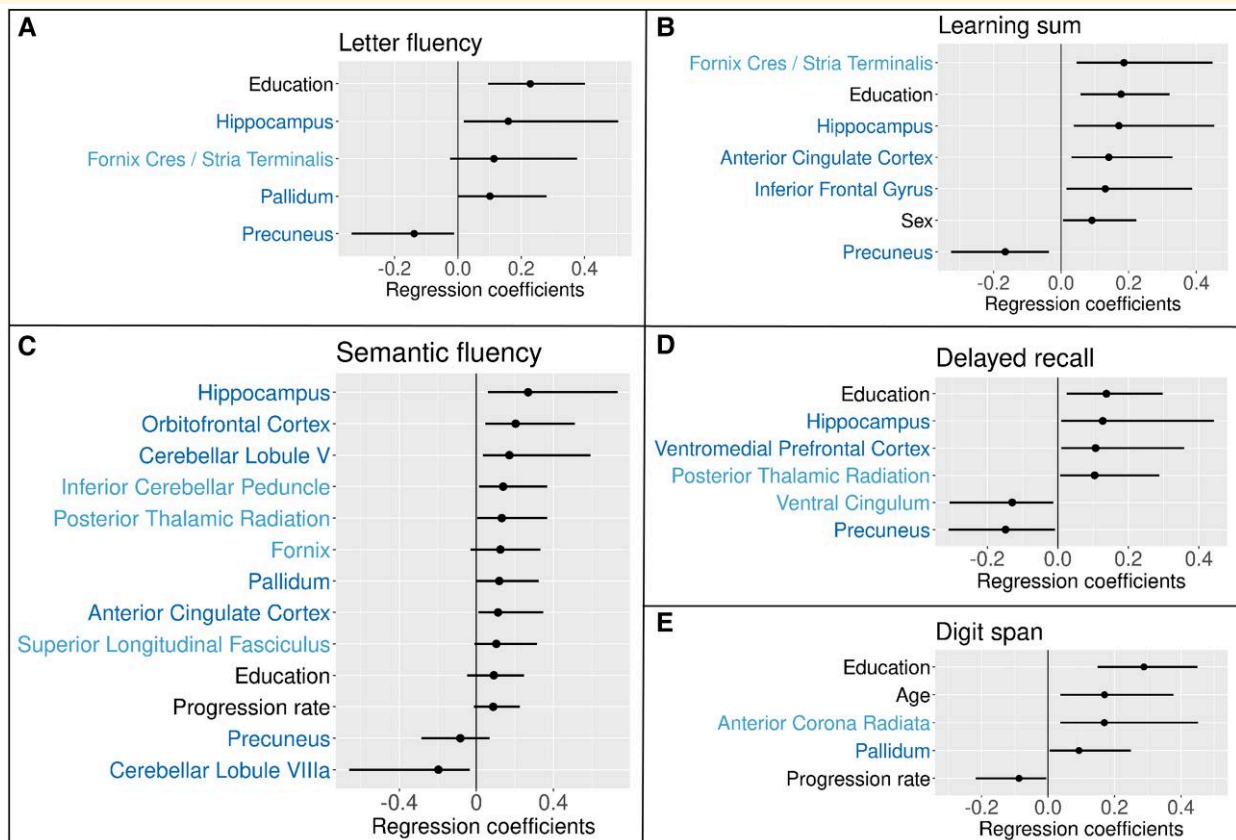 A
Letter fluency
Education
Hippocampus
Fornix Cres / Stria Terminalis
Pallidum
Precuneus
-0.2 0.0 0.2 0.4
Regression coefficients
B
Learning sum
Fornix Cres / Stria Terminalis
Education
Hippocampus
Anterior Cingulate Cortex
Inferior Frontal Gyrus
Sex
Precuneus
-0.2 0.0 0.2 0.4
Regression coefficients
C
Semantic fluency
Hippocampus
Orbitofrontal Cortex
Cerebellar Lobule V
Inferior Cerebellar Peduncle
Posterior Thalamic Radiation
Fornix
Pallidum
Anterior Cingulate Cortex
Superior Longitudinal Fasciculus
Education
Progression rate
Precuneus
Cerebellar Lobule VIIIa
-0.4 0 0.4
Regression coefficients
D
Delayed recall
Education
Hippocampus
Ventromedial Prefrontal Cortex
Posterior Thalamic Radiation
Ventral Cingulum
Precuneus
-0.2 0.0 0.2 0.4
Regression coefficients
E
Digit span
Education
Age
Anterior Corona Radiata
Pallidum
Progression rate
-0.2 0.0 0.2 0.4
Regression coefficients